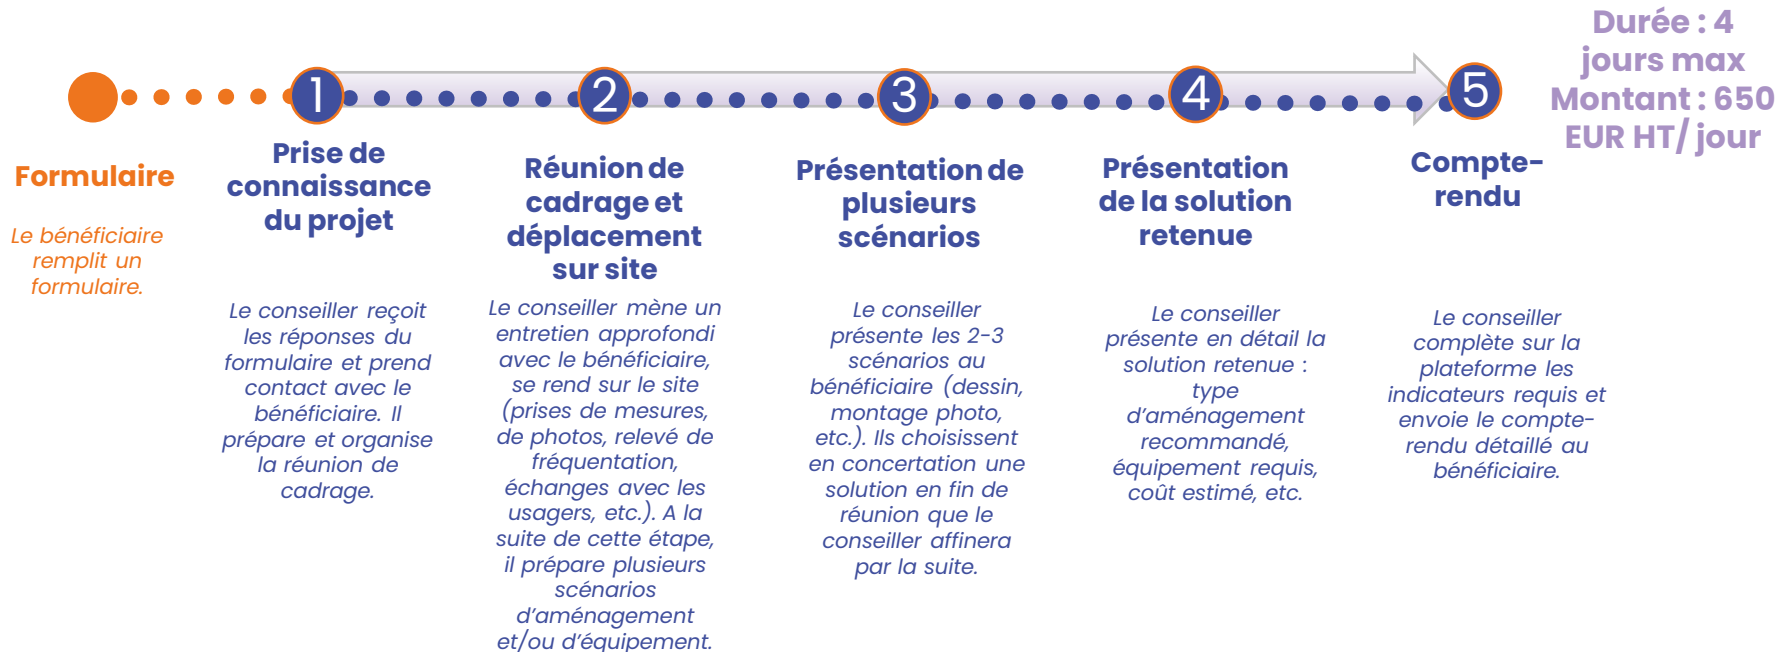 Durée : 4
jours max
Montant : 650
EUR HT/ jour
1
2
3
4
5
Formulaire
Le bénéficiaire
remplit un
formulaire.
Prise de
connaissance
du projet
Le conseiller reçoit
les réponses du
formulaire et prend
contact avec le
bénéficiaire. Il
prépare et organise
la réunion de
cadrage.
Réunion de
cadrage et
déplacement
sur site
Le conseiller mène un
entretien approfondi
avec le bénéficiaire,
se rend sur le site
(prises de mesures,
de photos, relevé de
fréquentation,
échanges avec les
usagers, etc.). A la
suite de cette étape,
il prépare plusieurs
scénarios
d’aménagement
et/ou d’équipement.
Présentation de
plusieurs
scénarios
Le conseiller
présente les 2-3
scénarios au
bénéficiaire (dessin,
montage photo,
etc.). Ils choisissent
en concertation une
solution en fin de
réunion que le
conseiller affinera
par la suite.
Présentation
de la solution
retenue
Le conseiller
présente en détail la
solution retenue :
type
d’aménagement
recommandé,
équipement requis,
coût estimé, etc.
Compte-
rendu
Le conseiller
complète sur la
plateforme les
indicateurs requis et
envoie le compte-
rendu détaillé au
bénéficiaire.